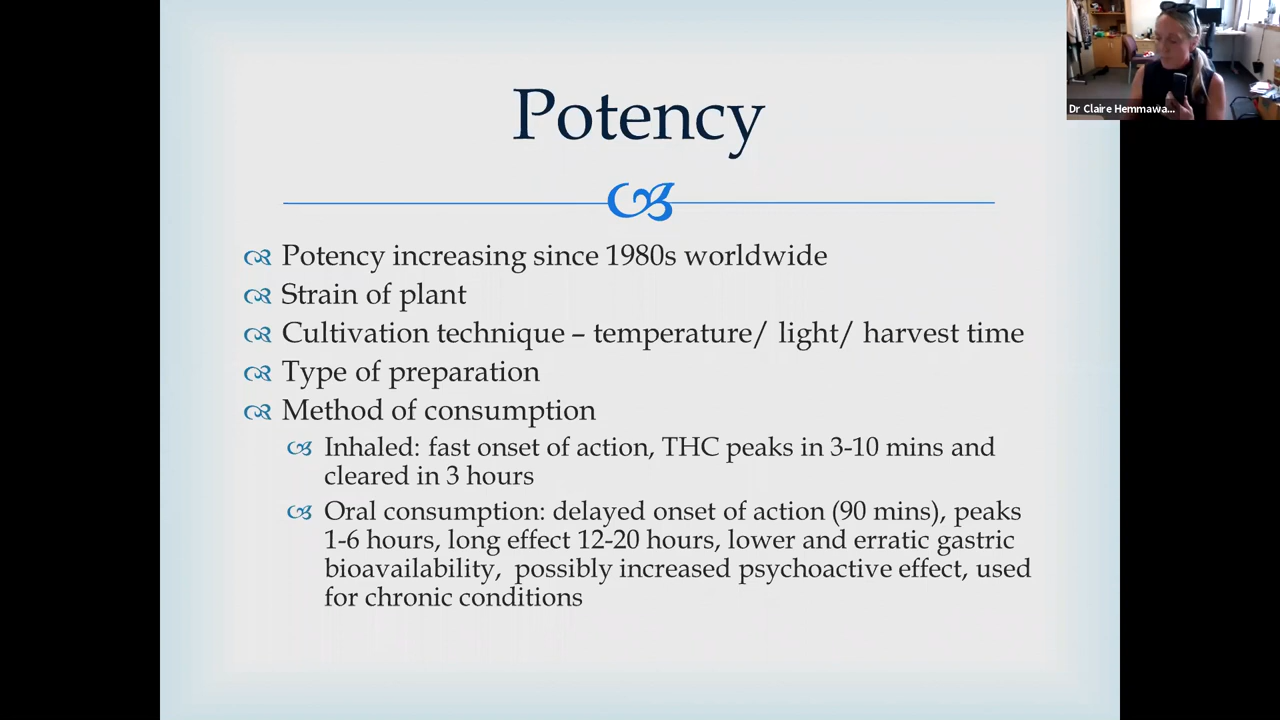 Potency
Potency increasing since 1980s worldwide
Strain of plant
Cultivation technique – temperature/ light/ harvest time
Type of preparation
Method of consumption
Inhaled: fast onset of action, THC peaks in 3-10 mins and
cleared in 3 hours
Oral consumption: delayed onset of action (90 mins), peaks
1-6 hours, long effect 12-20 hours, lower and erratic gastric
bioavailability, possibly increased psychoactive effect, used
for chronic conditions
Dr Claire Hemmawa...